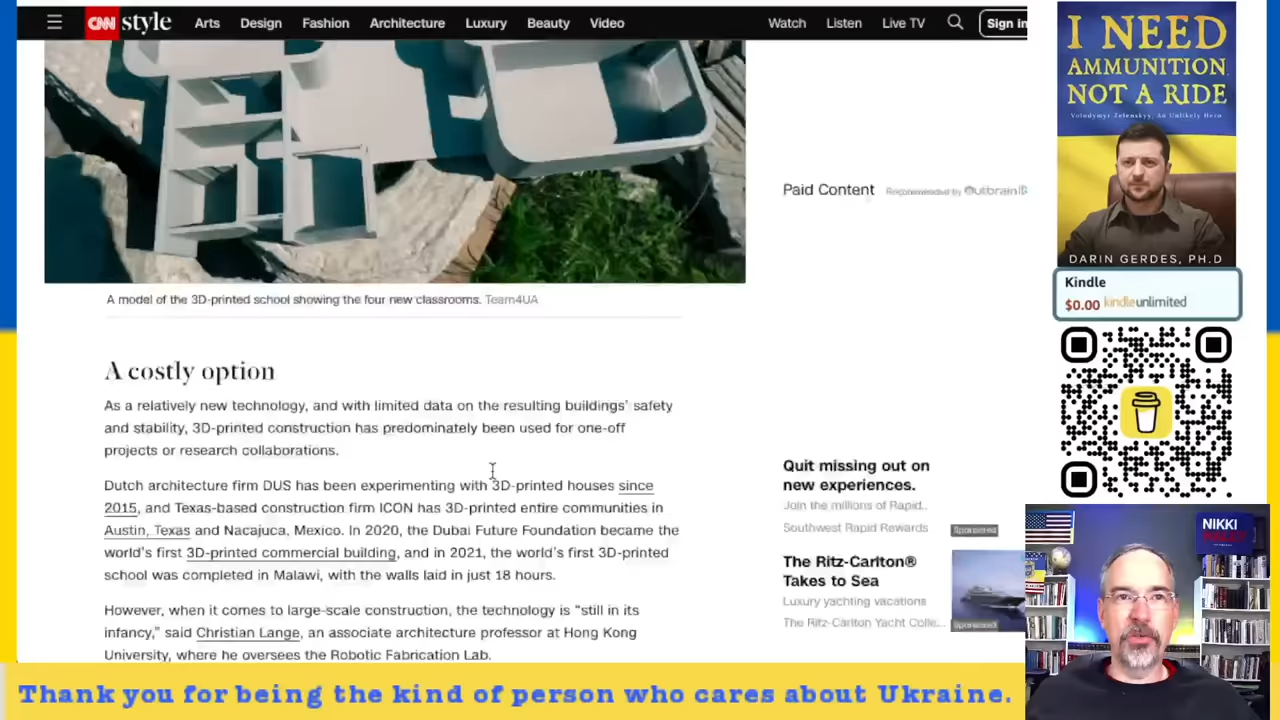 CNN style Arts Design Fashion Architecture Luxury Beauty Video Watch Listen Live TV Sign in
A model of the 3D-printed school showing the four new classrooms. Team4UA
A costly option
As a relatively new technology, and with limited data on the resulting buildings' safety
and stability, 3D-printed construction has predominately been used for one-off
projects or research collaborations.
Dutch architecture firm DUS has been experimenting with 3D-printed houses since
2015, and Texas-based construction firm ICON has 3D-printed entire communities in
Austin, Texas and Nacajuca, Mexico. In 2020, the Dubai Future Foundation became the
world's first 3D-printed commercial building, and in 2021, the world's first 3D-printed
school was completed in Malawi, with the walls laid in just 18 hours.
However, when it comes to large-scale construction, the technology is "still in its
infancy," said Christian Lange, an associate architecture professor at Hong Kong
University, where he oversees the Robotic Fabrication Lab.
Paid Content Recommended by Outbrain
Quit missing out on
new experiences.
Join the millions of Rapid..
Southwest Rapid Rewards Sponsored
The Ritz-Carlton®
Takes to Sea
Luxury yachting vacations
The Ritz-Carlton Yacht Colle... Sponsored
I NEED
AMMUNITION,
NOT A RIDE
Volodymyr Zelenskyy, An Unlikely Hero
DARIN GERDES, PH.D
Kindle
$0.00 kindleunlimited
NIKKI
HALEY
Thank you for being the kind of person who cares about Ukraine.